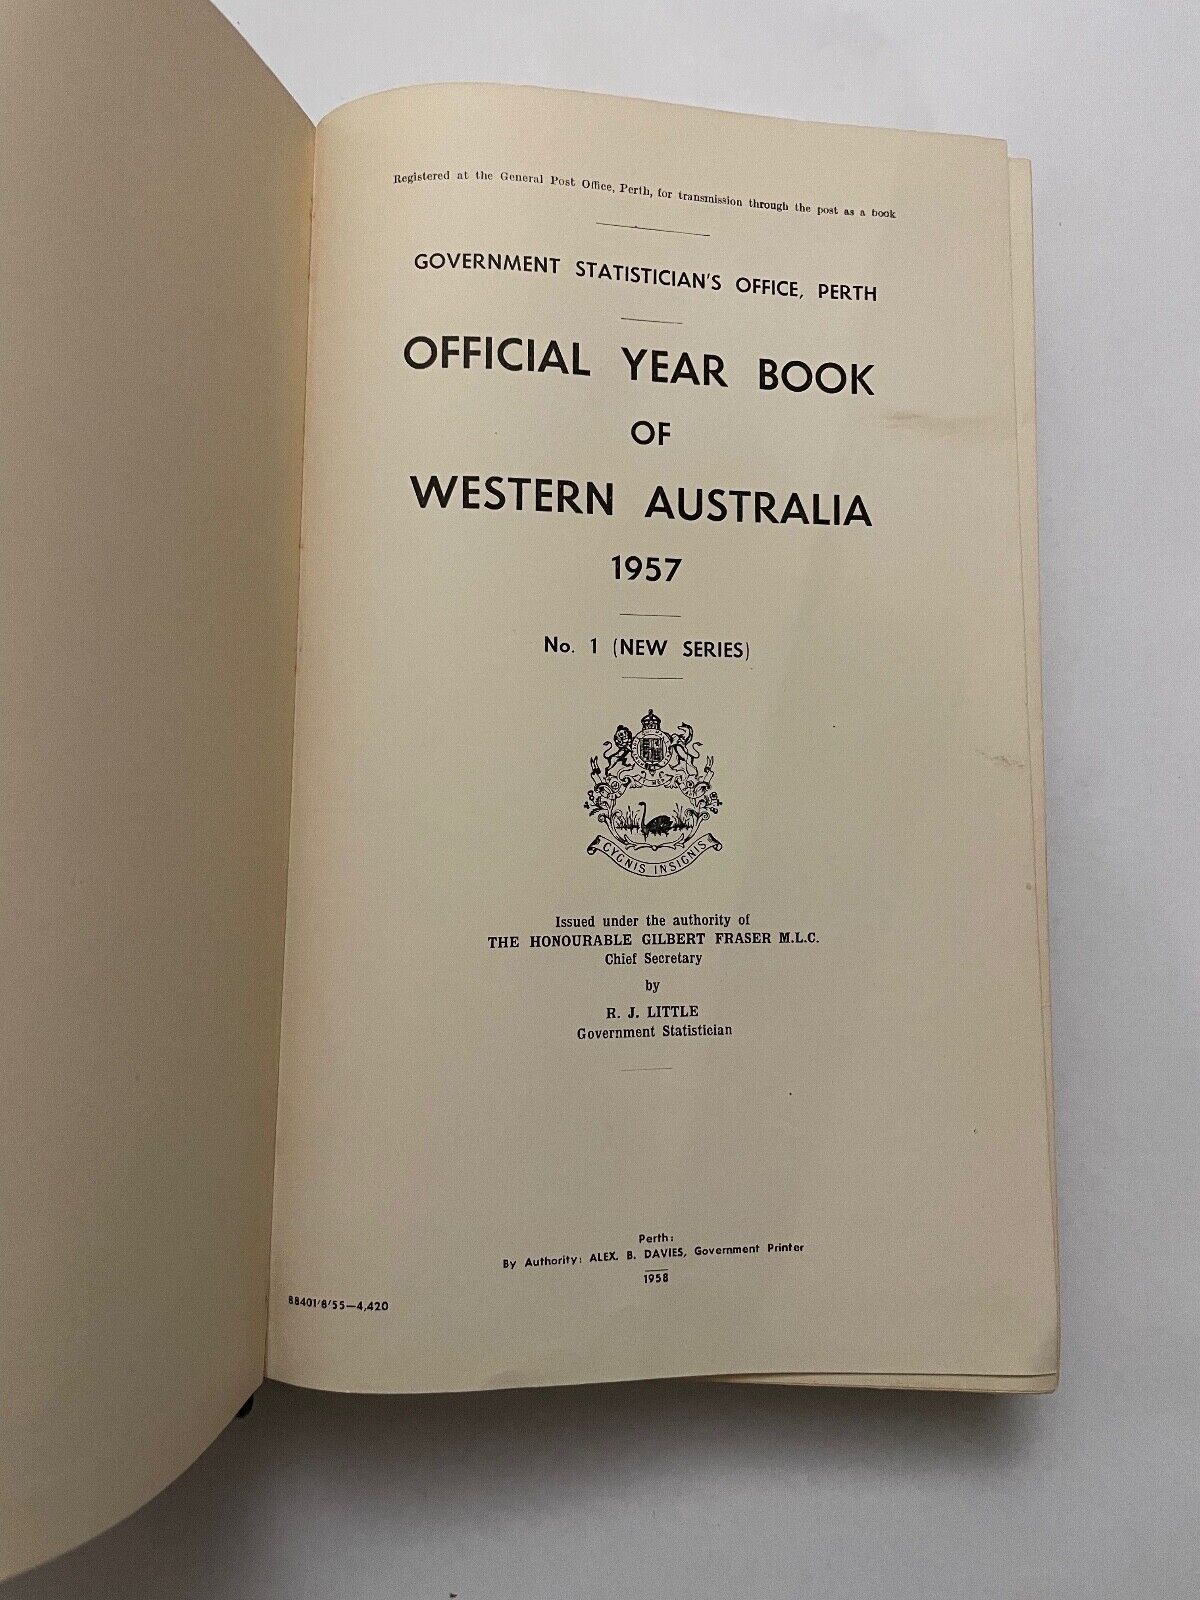 Registered at the General Post Office, Perth, for transmission through the post as a book
GOVERNMENT STATISTICIAN'S OFFICE, PERTH
OFFICIAL YEAR BOOK
OF
WESTERN AUSTRALIA
1957
No. 1 (NEW SERIES)
CYGNIS INSIGNIS
Issued under the authority of
THE HONOURABLE GILBERT FRASER M.L.C.
Chief Secretary
by
R. J. LITTLE
Government Statistician
Perth:
By Authority: ALEX. B. DAVIES, Government Printer
1958
88401/8/55—4,420